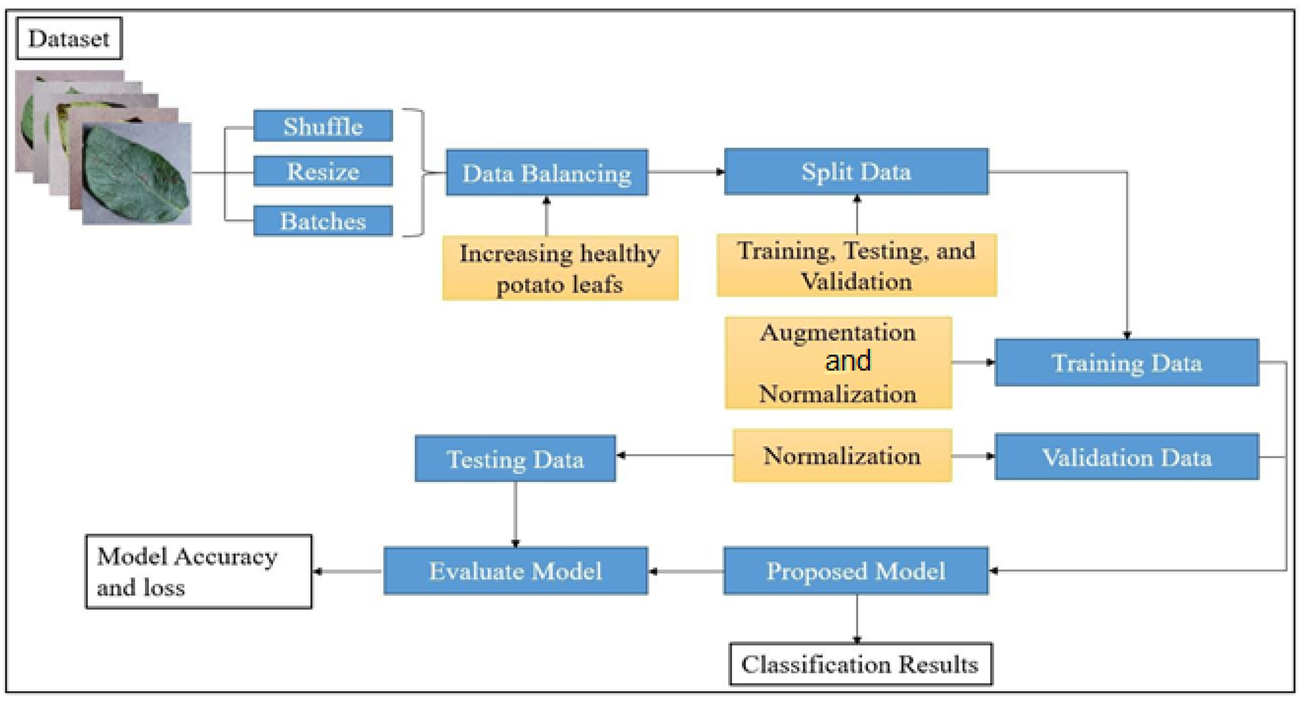 Dataset
Shuffle
Resize
Batches
Data Balancing
Split Data
Increasing healthy
potato leafs
Training, Testing, and
Validation
Augmentation
and
Normalization
Training Data
Testing Data
Normalization
Validation Data
Model Accuracy
and loss
Evaluate Model
Proposed Model
Classification Results